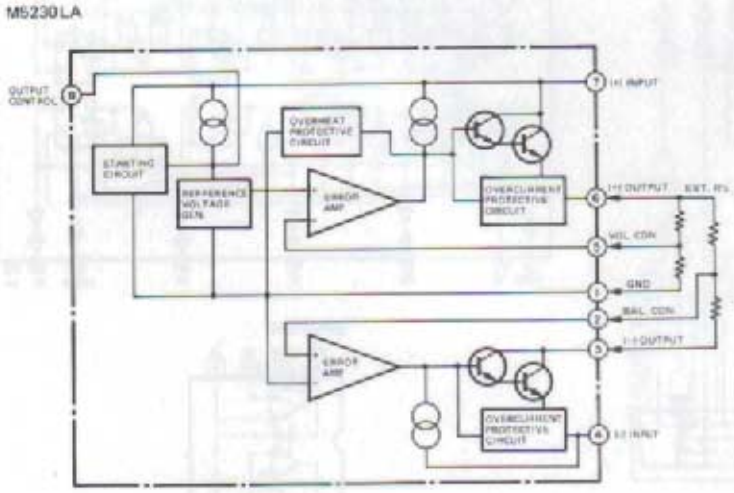 M5230LA
OUTPUT
CONTROL
8
7 (+) INPUT
OVERHEAT
PROTECTIVE
CIRCUIT
STARTING
CIRCUIT
REFFERENCE
VOLTAGE
GEN.
+
-
ERROR
AMP
OVERCURRENT
PROTECTIVE
CIRCUIT
6 (+) OUTPUT
EXT. R's
5 VOL. CON
1 GND
2 BAL. CON
3 (-) OUTPUT
+
-
ERROR
AMP
OVERCURRENT
PROTECTIVE
CIRCUIT
4 (-) INPUT